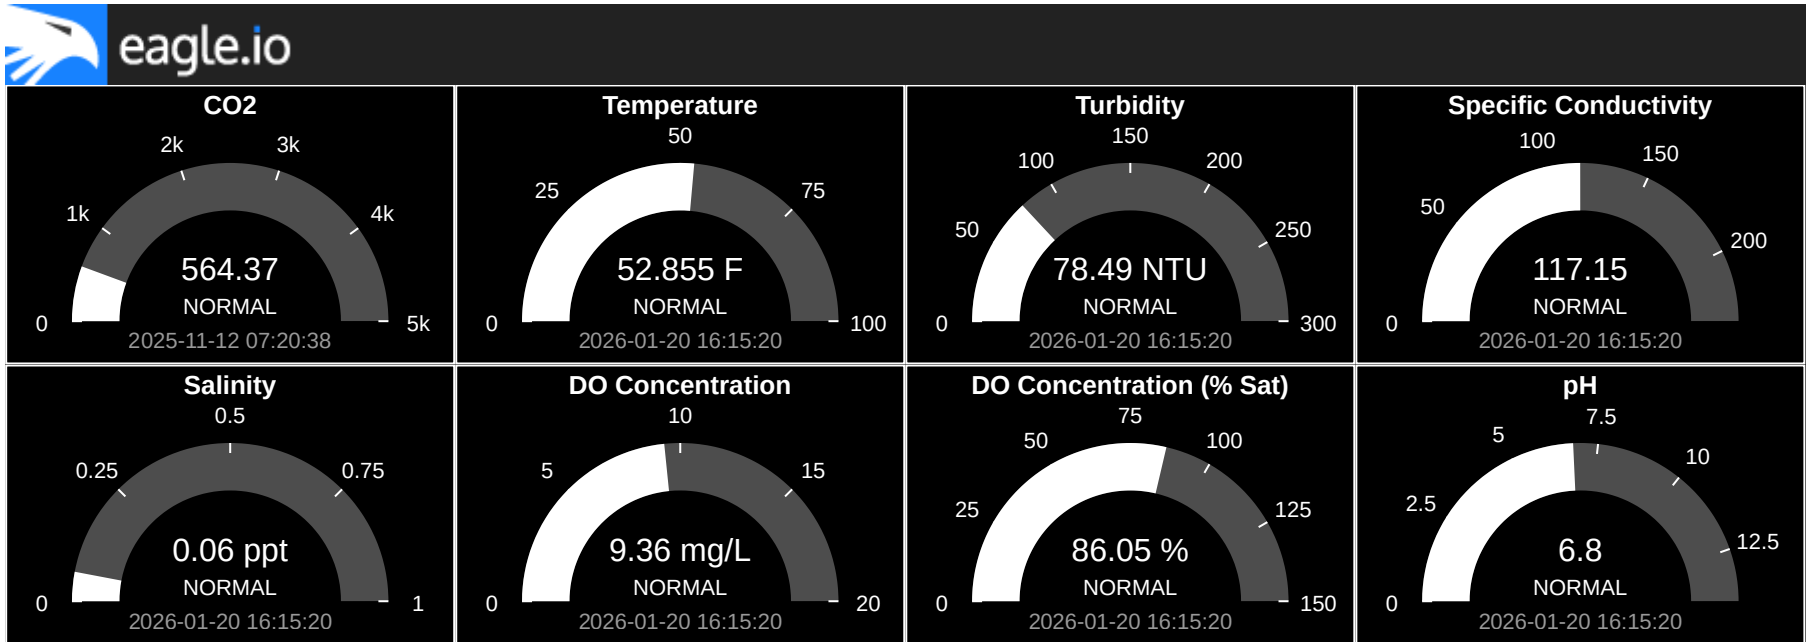 eagle.io
CO2
0
1k
2k
3k
4k
5k
564.37
NORMAL
2025-11-12 07:20:38
Temperature
0
25
50
75
100
52.855 F
NORMAL
2026-01-20 16:15:20
Turbidity
0
50
100
150
200
250
300
78.49 NTU
NORMAL
2026-01-20 16:15:20
Specific Conductivity
0
50
100
150
200
117.15
NORMAL
2026-01-20 16:15:20
Salinity
0
0.25
0.5
0.75
1
0.06 ppt
NORMAL
2026-01-20 16:15:20
DO Concentration
0
5
10
15
20
9.36 mg/L
NORMAL
2026-01-20 16:15:20
DO Concentration (% Sat)
0
25
50
75
100
125
150
86.05 %
NORMAL
2026-01-20 16:15:20
pH
0
2.5
5
7.5
10
12.5
6.8
NORMAL
2026-01-20 16:15:20